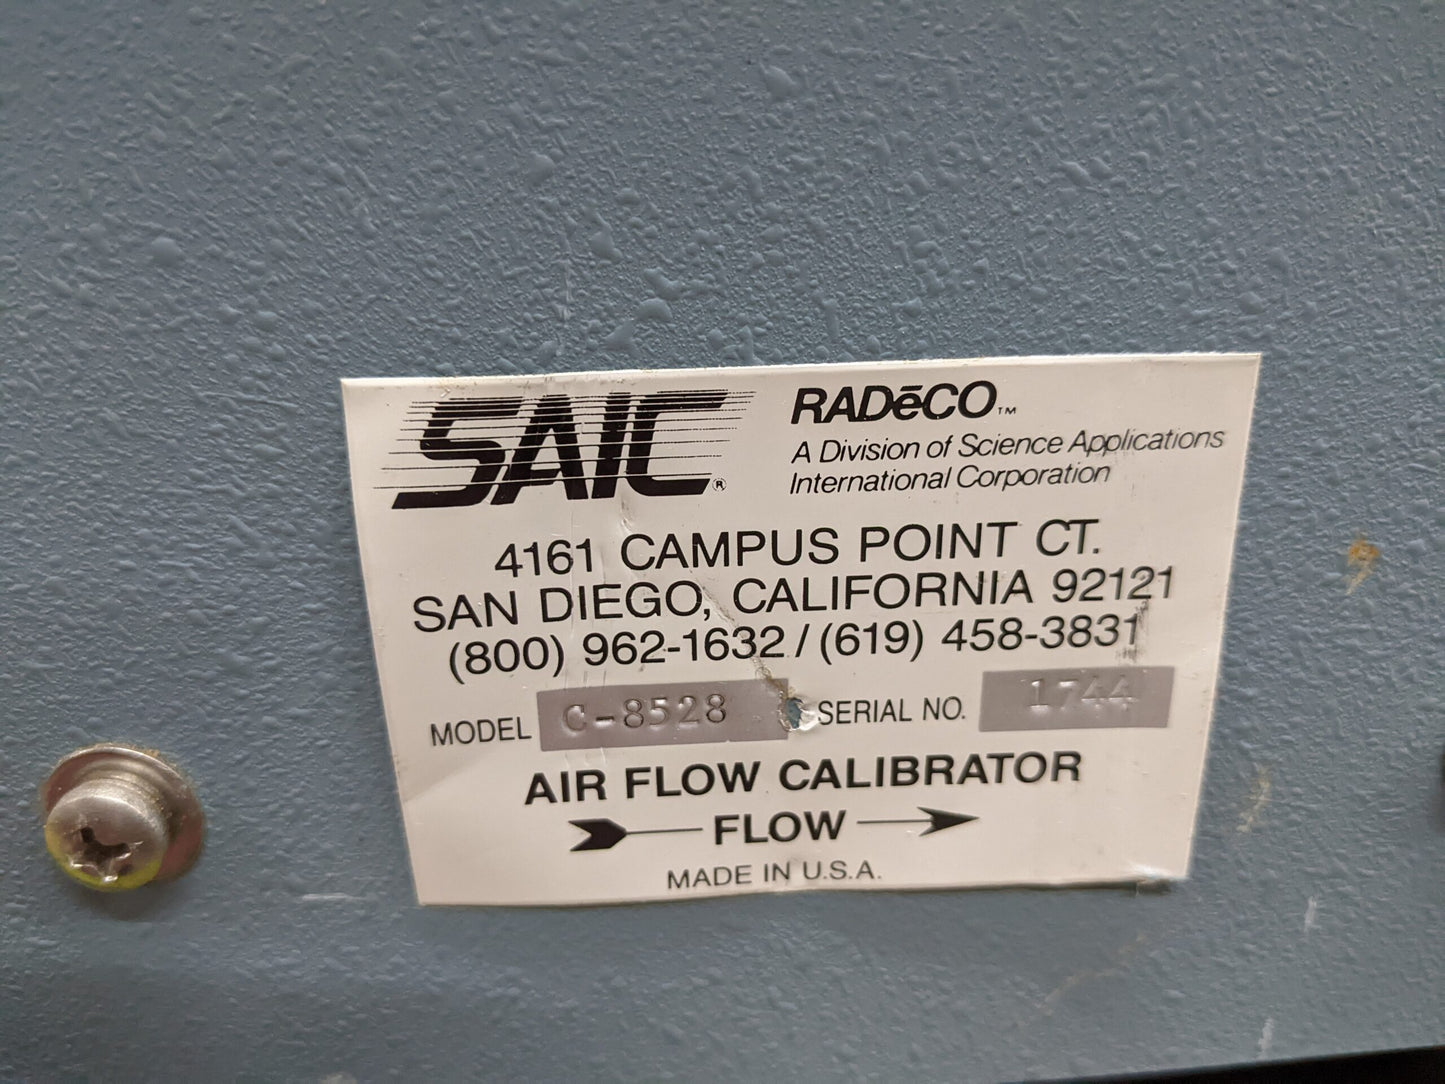 SAIC®
RADēCO™
A Division of Science Applications
International Corporation
4161 CAMPUS POINT CT.
SAN DIEGO, CALIFORNIA 92121
(800) 962-1632 / (619) 458-3831
MODEL C-8528 SERIAL NO. 1744
AIR FLOW CALIBRATOR
FLOW
MADE IN U.S.A.